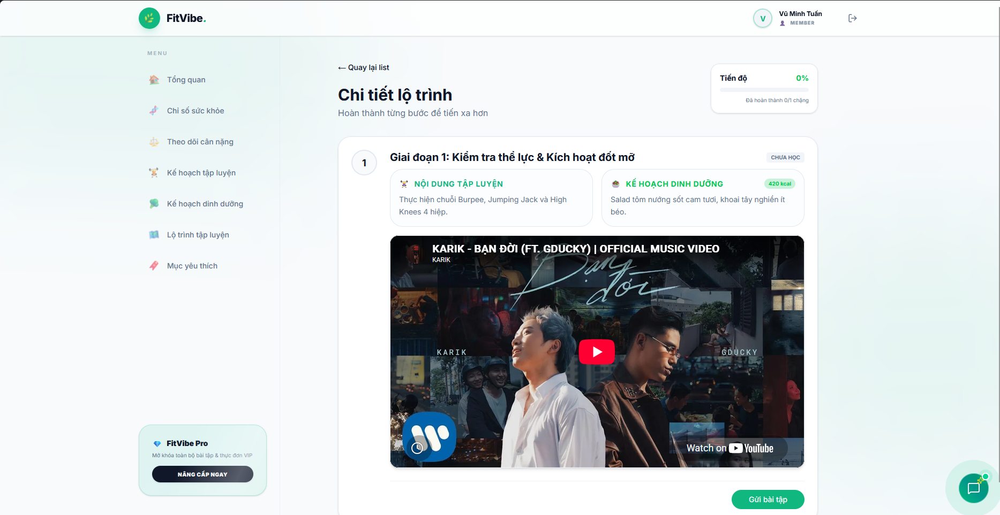 FitVibe.
V
Vũ Minh Tuấn
MEMBER
MENU
Tổng quan
Chỉ số sức khỏe
Theo dõi cân nặng
Kế hoạch tập luyện
Kế hoạch dinh dưỡng
Lộ trình tập luyện
Mục yêu thích
FitVibe Pro
Mở khóa toàn bộ bài tập & thực đơn VIP
NÂNG CẤP NGAY
← Quay lại list
Chi tiết lộ trình
Hoàn thành từng bước để tiến xa hơn
Tiến độ 0%
Đã hoàn thành 0/1 chặng
1
Giai đoạn 1: Kiểm tra thể lực & Kích hoạt đốt mỡ
CHƯA HỌC
NỘI DUNG TẬP LUYỆN
Thực hiện chuỗi Burpee, Jumping Jack và High
Knees 4 hiệp.
KẾ HOẠCH DINH DƯỠNG
420 kcal
Salad tôm nướng sốt cam tươi, khoai tây nghiền ít
béo.
KARIK - BẠN ĐỜI (FT. GDUCKY) | OFFICIAL MUSIC VIDEO
KARIK
Bạn
đời
KARIK
GDUCKY
Watch on YouTube
Gửi bài tập